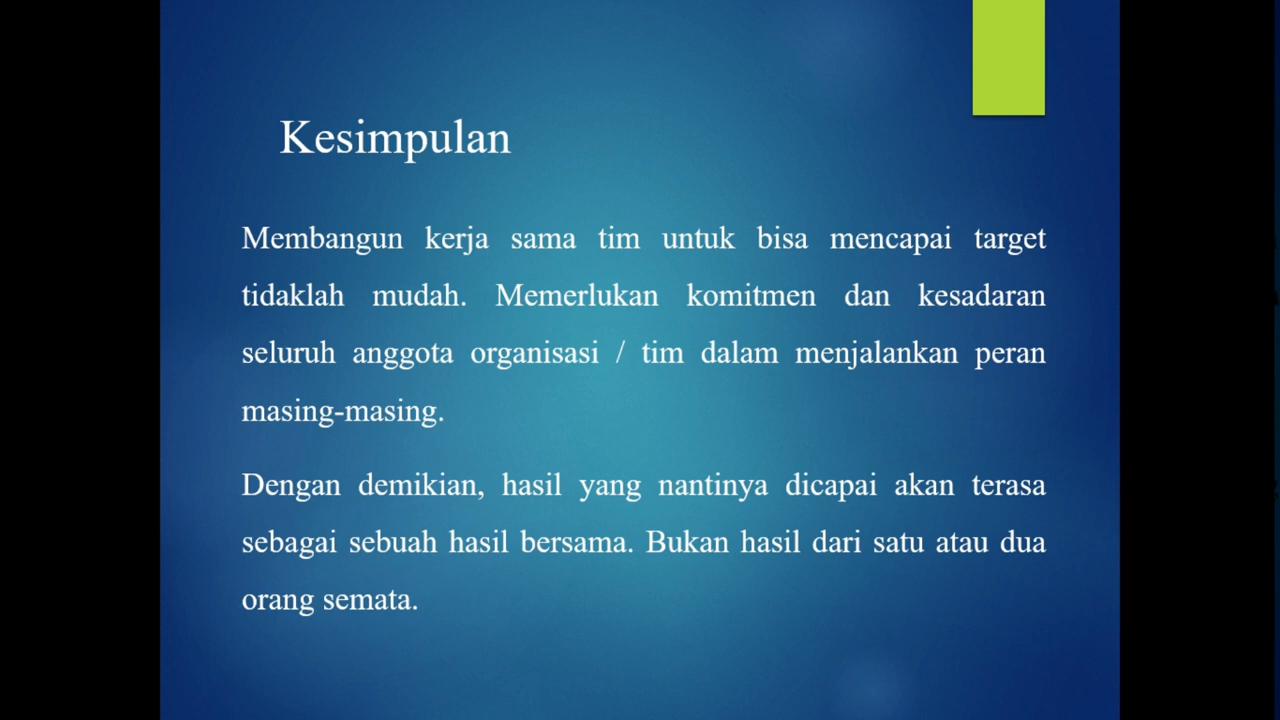 Kesimpulan
Membangun kerja sama tim untuk bisa mencapai target
tidaklah mudah. Memerlukan komitmen dan kesadaran
seluruh anggota organisasi / tim dalam menjalankan peran
masing-masing.
Dengan demikian, hasil yang nantinya dicapai akan terasa
sebagai sebuah hasil bersama. Bukan hasil dari satu atau dua
orang semata.